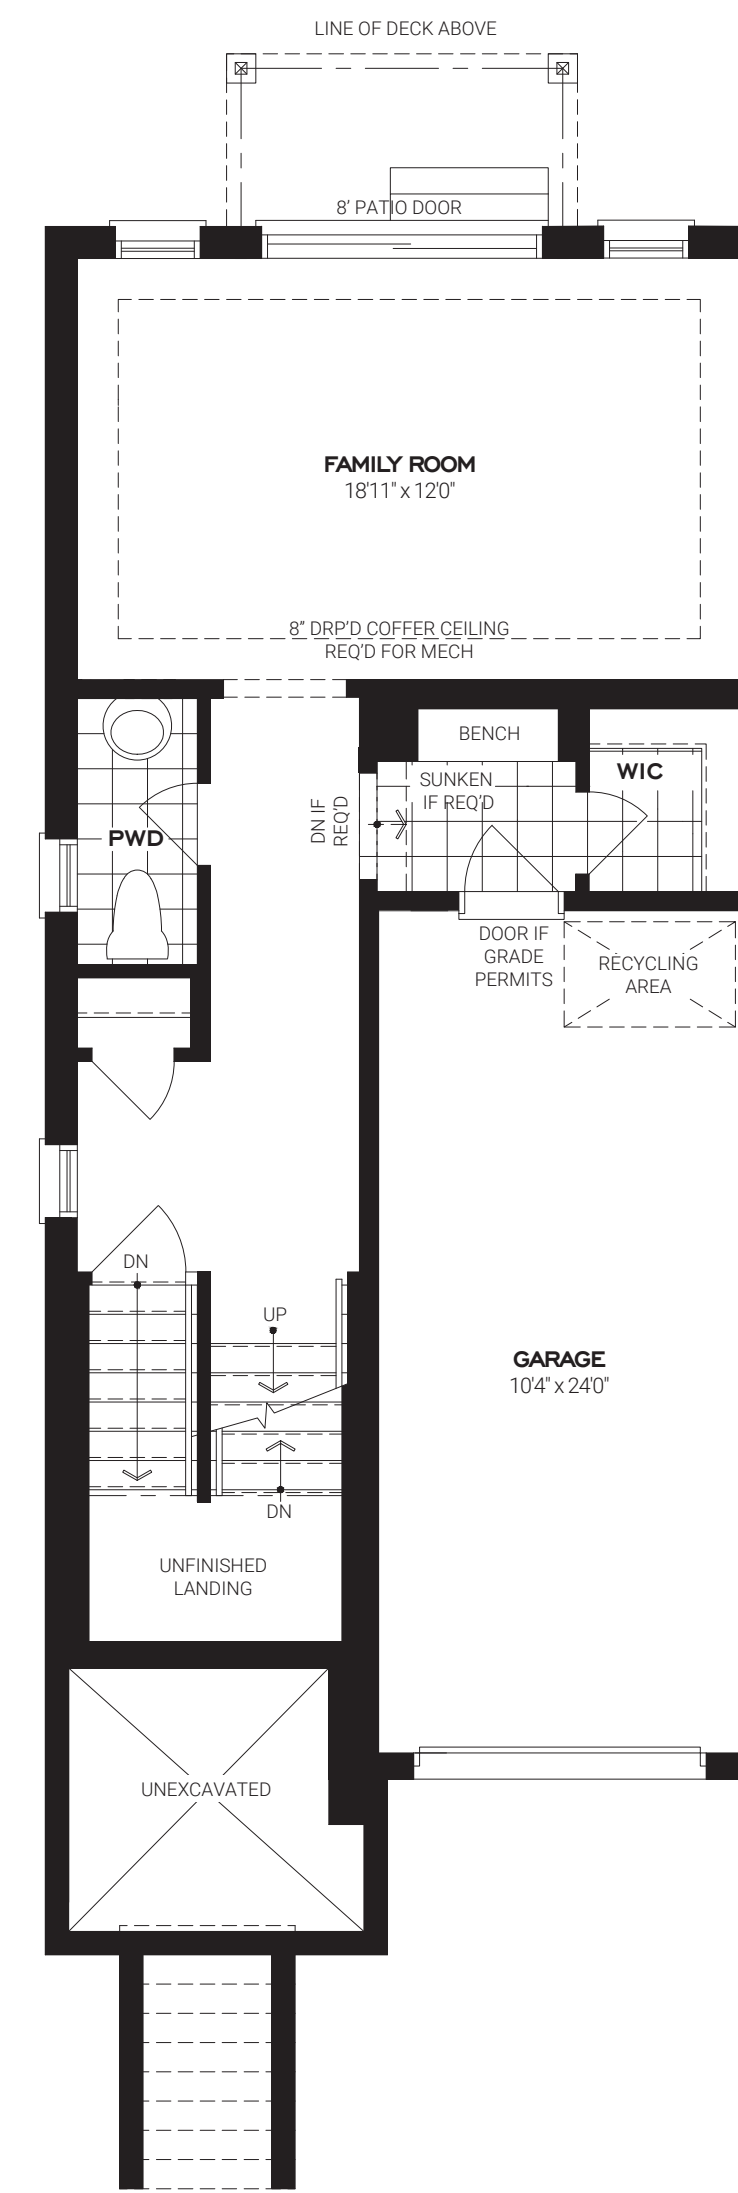 LINE OF DECK ABOVE
8’ PATIO DOOR
FAMILY ROOM
18'11" x 12'0"
8” DRP’D COFFER CEILING
REQ’D FOR MECH
BENCH
WIC
SUNKEN
IF REQ’D
DN IF
REQ’D
PWD
DOOR IF
GRADE
PERMITS
RECYCLING
AREA
DN
UP
GARAGE
10'4" x 24'0"
DN
UNFINISHED
LANDING
UNEXCAVATED